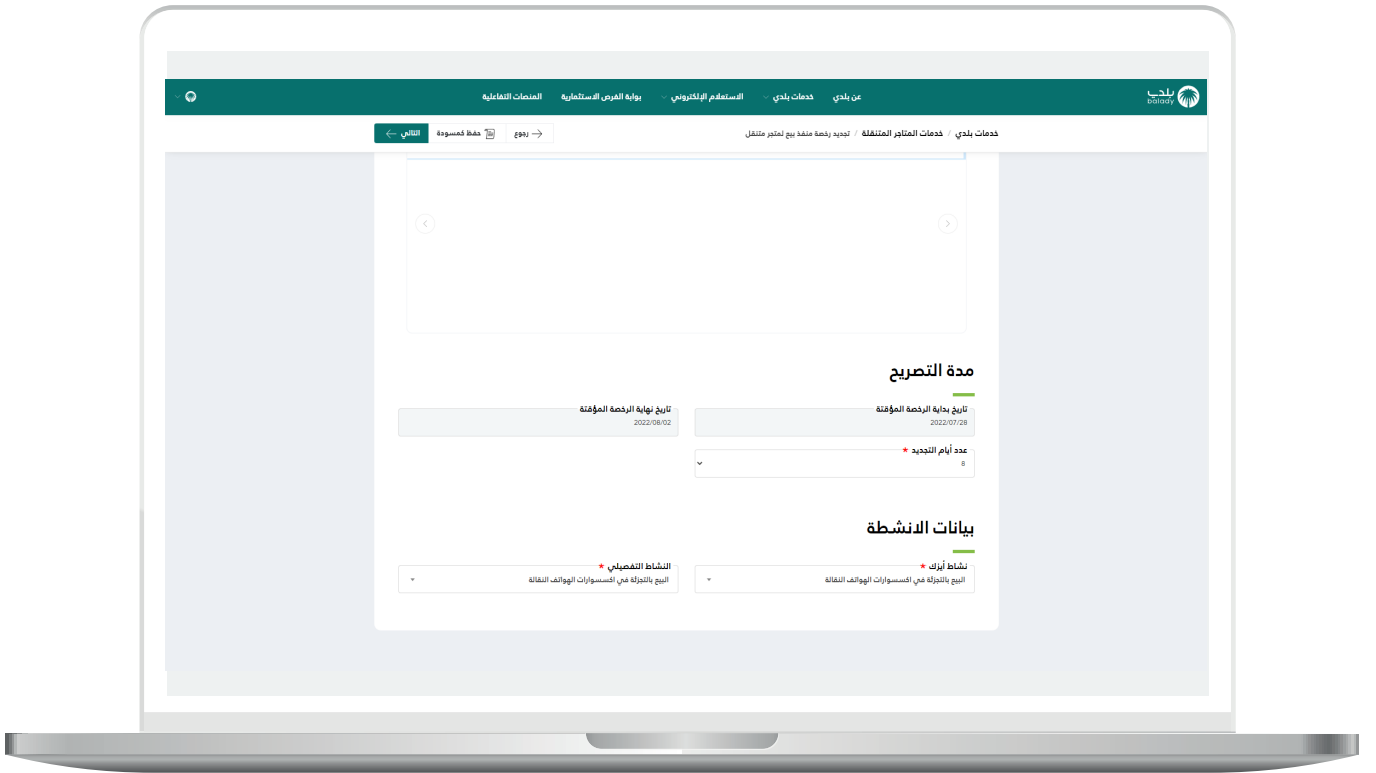 بلدي
balady
عن بلدي
خدمات بلدي
الاستعلام الإلكتروني
بوابة الفرص الاستثمارية
المنصات التفاعلية
خدمات بلدي / خدمات المتاجر المتنقلة / تجديد رخصة منفذ بيع لمتجر متنقل
رجوع
حفظ كمسودة
التالي
مدة التصريح
تاريخ بداية الرخصة المؤقتة
2022/07/28
تاريخ نهاية الرخصة المؤقتة
2022/08/02
عدد أيام التجديد *
8
بيانات الانشطة
نشاط أيزك *
البيع بالتجزئة في اكسسوارات الهواتف النقالة
النشاط التفصيلي *
البيع بالتجزئة في اكسسوارات الهواتف النقالة